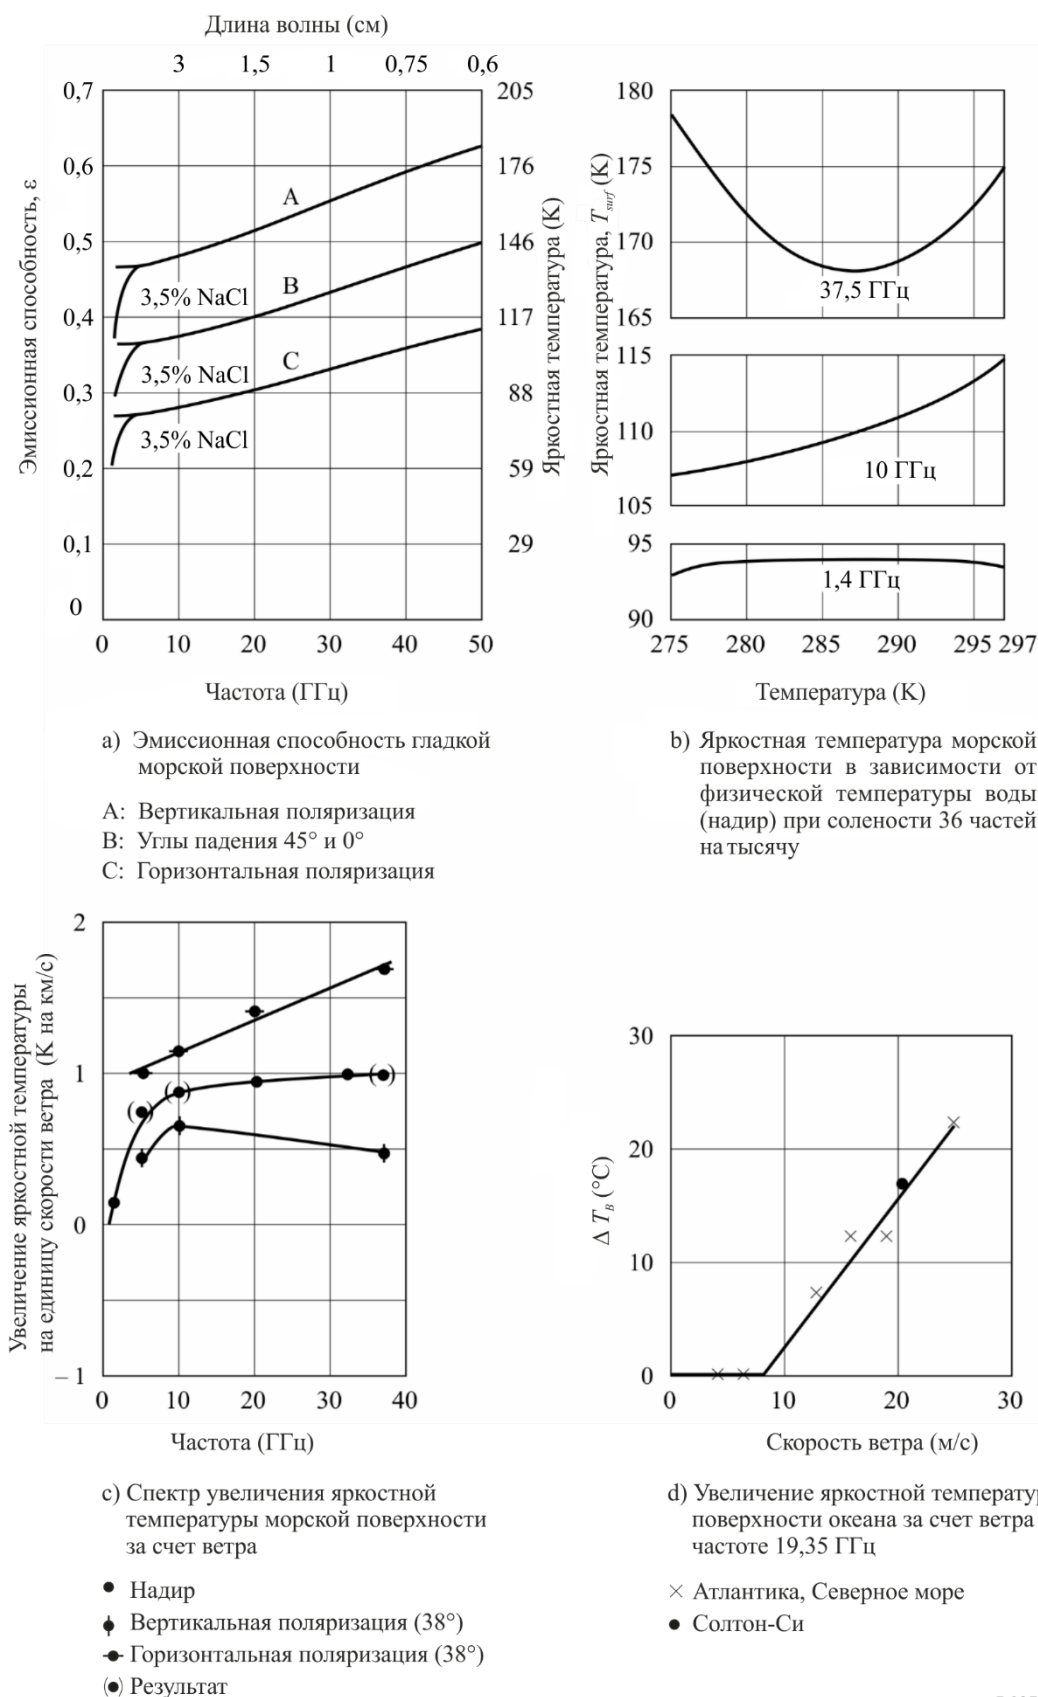 Длина волны (см)
3 1,5 1 0,75 0,6
0,7
0,6
0,5
0,4
0,3
0,2
0,1
0
Эмиссионная способность, ε
A
3,5% NaCl
B
3,5% NaCl
C
3,5% NaCl
205
176
146
117
88
59
29
Яркостная температура (K)
0 10 20 30 40 50
Частота (ГГц)
a) Эмиссионная способность гладкой
морской поверхности
A: Вертикальная поляризация
B: Углы падения 45° и 0°
C: Горизонтальная поляризация
Яркостная температура, T surf (K)
180
175
170
165
37,5 ГГц
115
110
105
10 ГГц
95
90
1,4 ГГц
275 280 285 290 295 297
Температура (K)
b) Яркостная температура морской
поверхности в зависимости от
физической температуры воды
(надир) при солености 36 частей
на тысячу
Увеличение яркостной температуры
на единицу скорости ветра (K на км/с)
2
1
0
– 1
0 10 20 30 40
Частота (ГГц)
c) Спектр увеличения яркостной
температуры морской поверхности
за счет ветра
Надир
Вертикальная поляризация (38°)
Горизонтальная поляризация (38°)
Результат
Δ T B (°C)
30
20
10
0
0 10 20 30
Скорость ветра (м/с)
d) Увеличение яркостной температу
поверхности океана за счет ветра
частоте 19,35 ГГц
Атлантика, Северное море
Солтон-Си